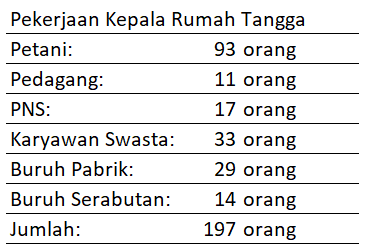 Pekerjaan Kepala Rumah Tangga
Petani: 93 orang
Pedagang: 11 orang
PNS: 17 orang
Karyawan Swasta: 33 orang
Buruh Pabrik: 29 orang
Buruh Serabutan: 14 orang
Jumlah: 197 orang